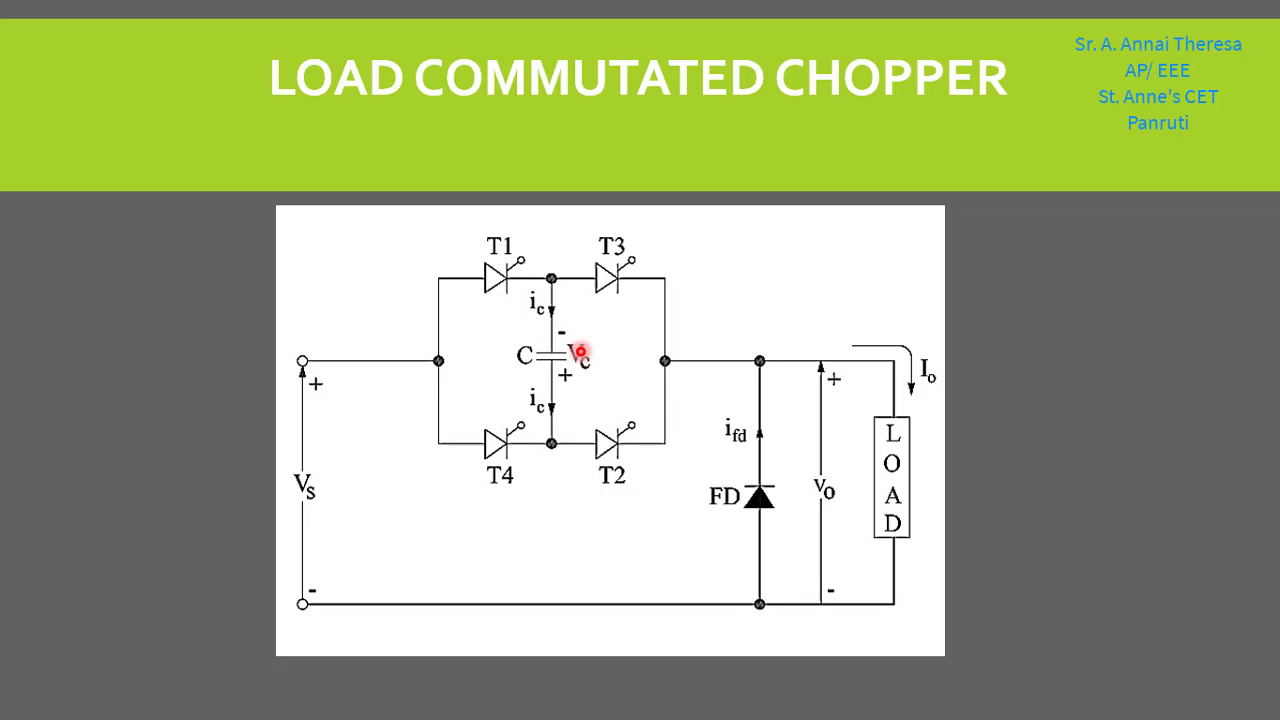 LOAD COMMUTATED CHOPPER
Sr. A. Annai Theresa
AP/ EEE
St. Anne's CET
Panruti
T1
T3
ic
-
C
Vc
+
ic
T4
T2
+
Vs
-
ifd
FD
+
vo
-
Io
L
O
A
D